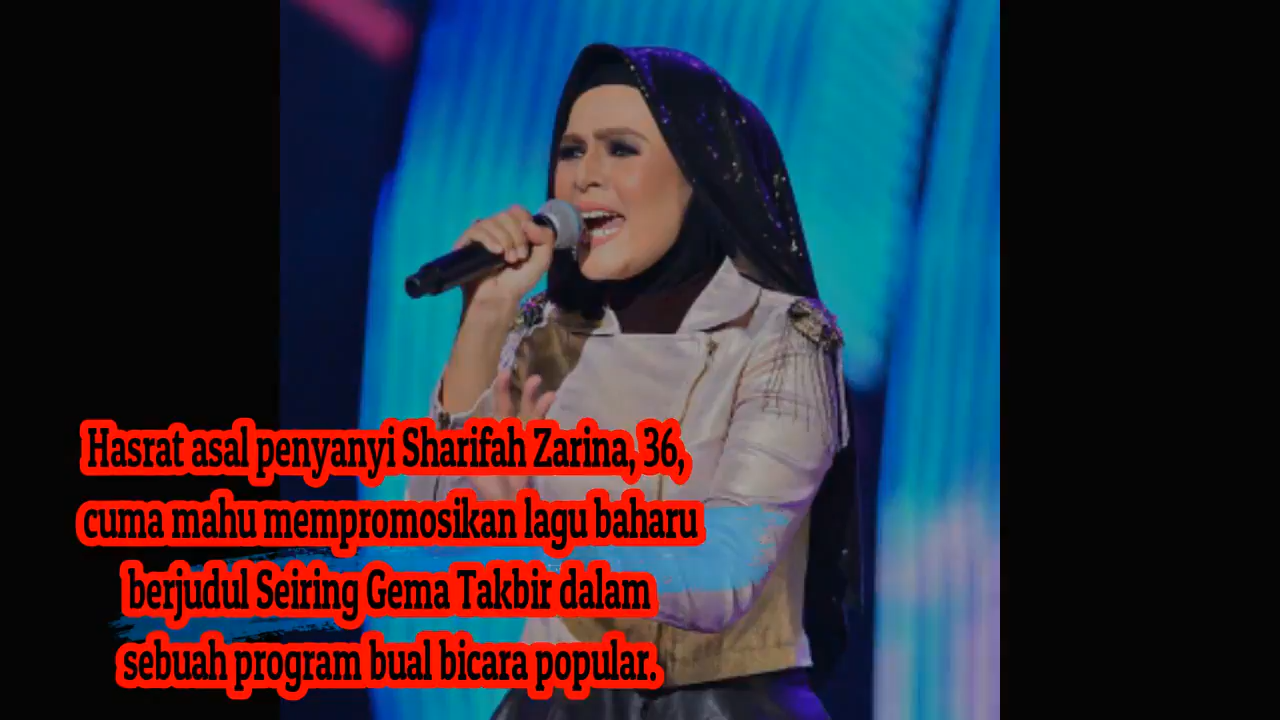 Hasrat asal penyanyi Sharifah Zarina, 36,
cuma mahu mempromosikan lagu baharu
berjudul Seiring Gema Takbir dalam
sebuah program bual bicara popular.